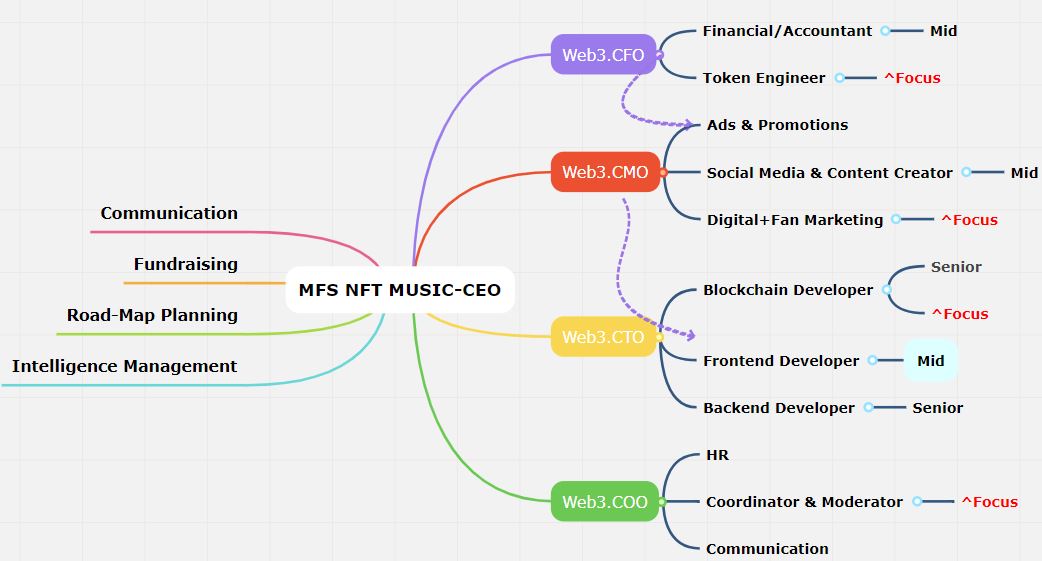 Communication
Fundraising
Road-Map Planning
Intelligence Management
MFS NFT MUSIC-CEO
Web3.CFO
Financial/Accountant
Mid
Token Engineer
^Focus
Web3.CMO
Ads & Promotions
Social Media & Content Creator
Mid
Digital+Fan Marketing
^Focus
Web3.CTO
Blockchain Developer
Senior
^Focus
Frontend Developer
Mid
Backend Developer
Senior
Web3.COO
HR
Coordinator & Moderator
^Focus
Communication